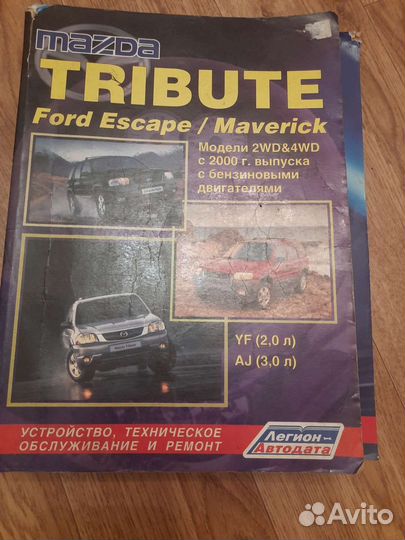 mazda
TRIBUTE
Ford Escape / Maverick
Модели 2WD&4WD
с 2000 г. выпуска
с бензиновыми
двигателями
YF (2,0 л)
AJ (3,0 л)
УСТРОЙСТВО, ТЕХНИЧЕСКОЕ
ОБСЛУЖИВАНИЕ И РЕМОНТ
Легион-
Автодата
Avito